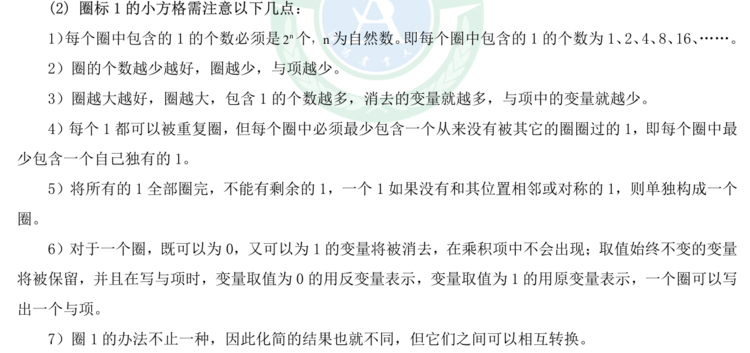 （2）圈标 1 的小方格需注意以下几点：
1）每个圈中包含的 1 的个数必须是 2ⁿ 个，n 为自然数。即每个圈中包含的 1 的个数为 1、2、4、8、16、……。
2）圈的个数越少越好，圈越少，与项越少。
3）圈越大越好，圈越大，包含 1 的个数越多，消去的变量就越多，与项中的变量就越少。
4）每个 1 都可以被重复圈，但每个圈中必须最少包含一个从来没有被其它的圈圈过的 1，即每个圈中最
少包含一个自己独有的 1。
5）将所有的 1 全部圈完，不能有剩余的 1，一个 1 如果没有和其位置相邻或对称的 1，则单独构成一个
圈。
6）对于一个圈，既可以为 0，又可以为 1 的变量将被消去，在乘积项中不会出现；取值始终不变的变量
将被保留，并且在写与项时，变量取值为 0 的用反变量表示，变量取值为 1 的用原变量表示，一个圈可以写
出一个与项。
7）圈 1 的办法不止一种，因此化简的结果也就不同，但它们之间可以相互转换。